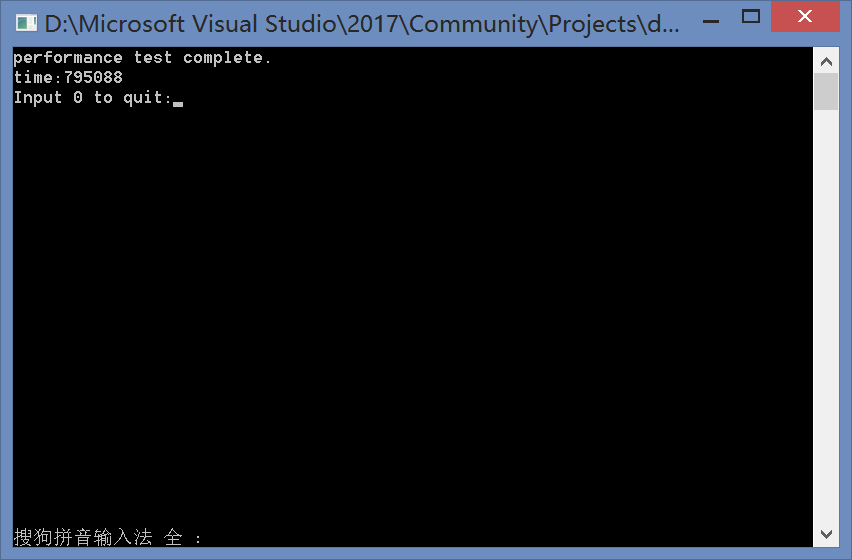 D:\Microsoft Visual Studio\2017\Community\Projects\d...
performance test complete.
time:795088
Input 0 to quit:
搜狗拼音输入法 全 :